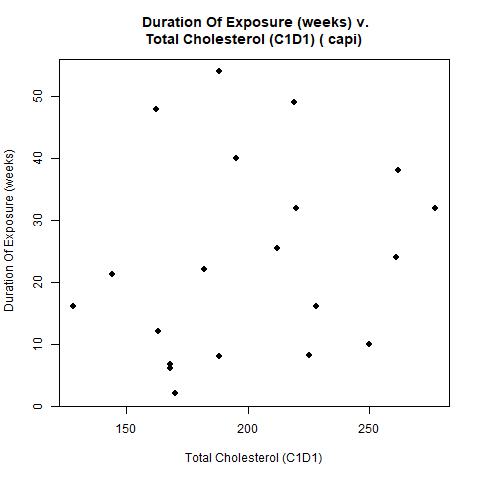 Duration Of Exposure (weeks) v.
Total Cholesterol (C1D1) ( capi)
Duration Of Exposure (weeks)
50
40
30
20
10
0
150 200 250
Total Cholesterol (C1D1)